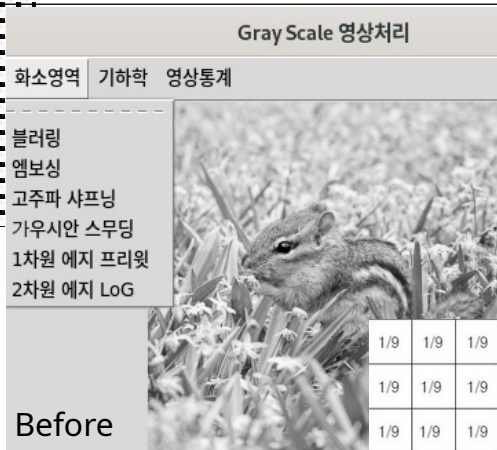 Gray Scale 영상처리
화소영역 기하학 영상통계
블러링
엠보싱
고주파 샤프닝
가우시안 스무딩
1차원 에지 프리윗
2차원 에지 LoG
1/9 1/9 1/9
1/9 1/9 1/9
1/9 1/9 1/9
Before